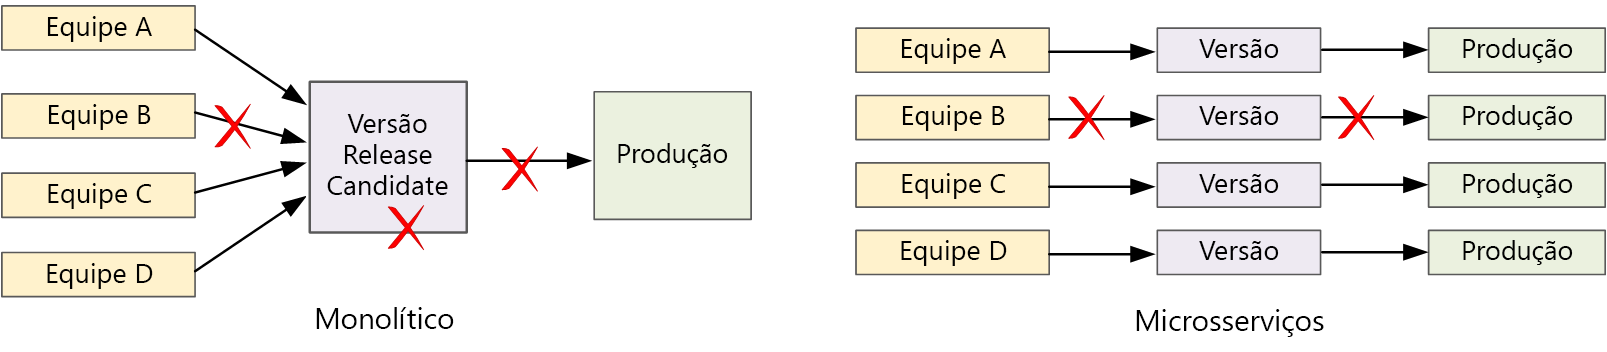 Equipe A
Equipe B
Equipe C
Equipe D
Versão
Release
Candidate
Produção
Monolítico
Equipe A
Versão
Produção
Equipe B
Versão
Produção
Equipe C
Versão
Produção
Equipe D
Versão
Produção
Microsserviços